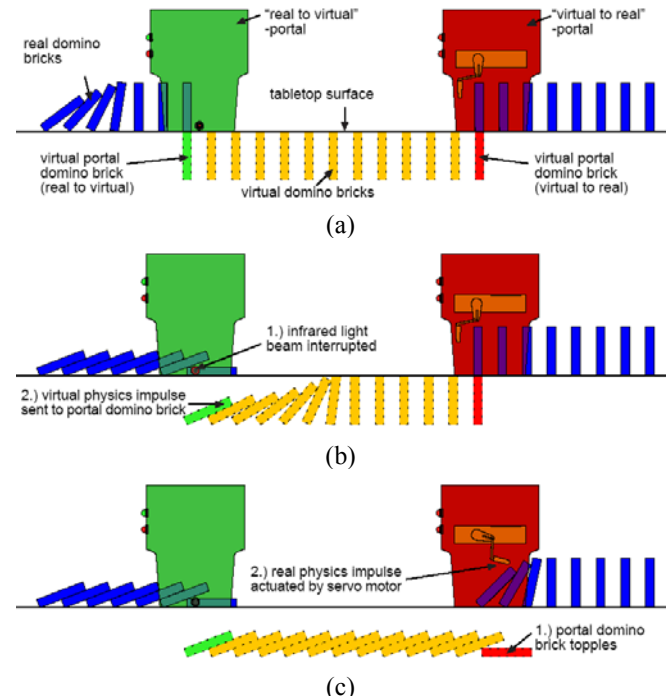 “real to virtual”
-portal
“virtual to real”
-portal
real domino
bricks
tabletop surface
virtual portal
domino brick
(real to virtual)
virtual domino bricks
virtual portal
domino brick
(virtual to real)
(a)
1.) infrared light
beam interrupted
2.) virtual physics impulse
sent to portal domino brick
(b)
2.) real physics impulse
actuated by servo motor
1.) portal domino
brick topples
(c)